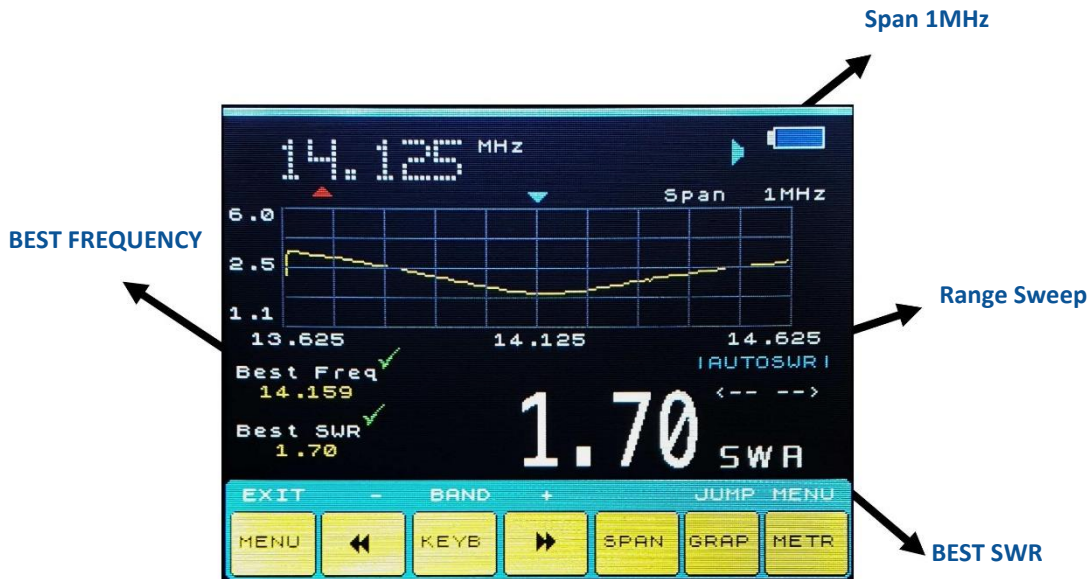 Span 1MHz
14.125 MHz
Span 1MHz
6.0
BEST FREQUENCY
2.5
Range Sweep
1.1
13.625 14.125 14.625
|AUTOSWR|
Best Freq
14.159
<-- -->
Best SWR
1.70
1.70 SWR
EXIT - BAND + JUMP MENU
MENU KEYB SPAN GRAP METR
BEST SWR